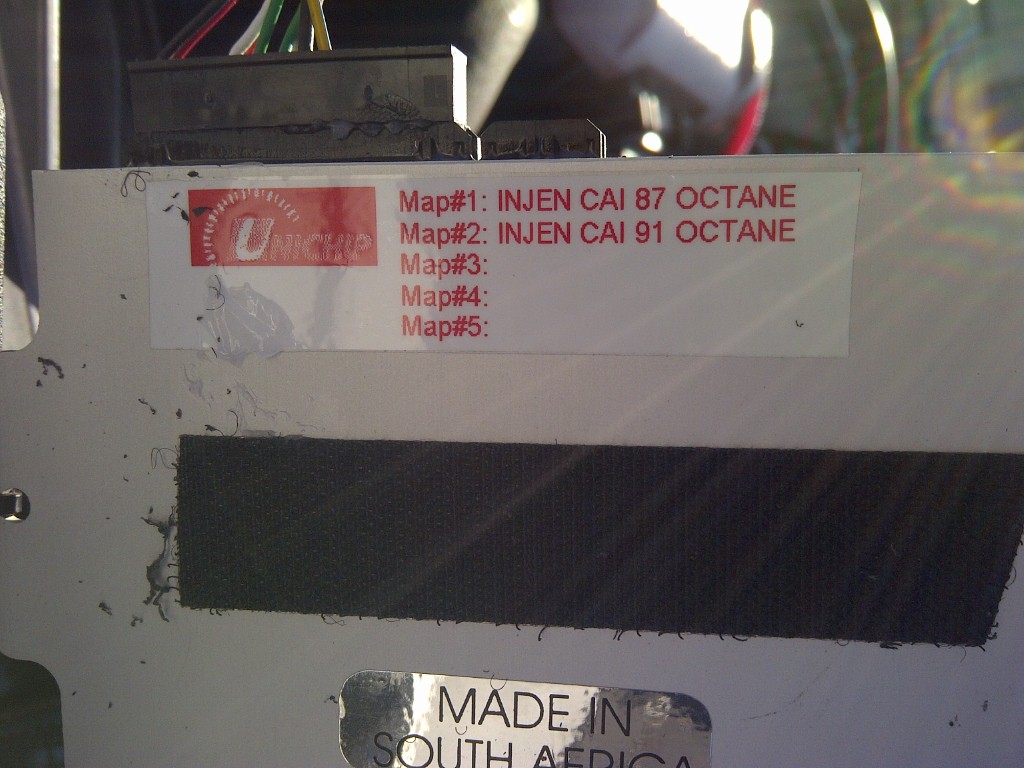 UNICHIP
Map#1: INJEN CAI 87 OCTANE
Map#2: INJEN CAI 91 OCTANE
Map#3:
Map#4:
Map#5:
MADE IN
SOUTH AFRICA